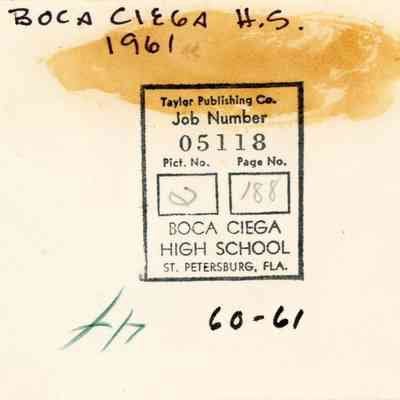 BOCA CIEGA H.S.
1961
Taylor Publishing Co.
Job Number
05118
Pict. No. Page No.
188
BOCA CIEGA
HIGH SCHOOL
ST. PETERSBURG, FLA.
60-61